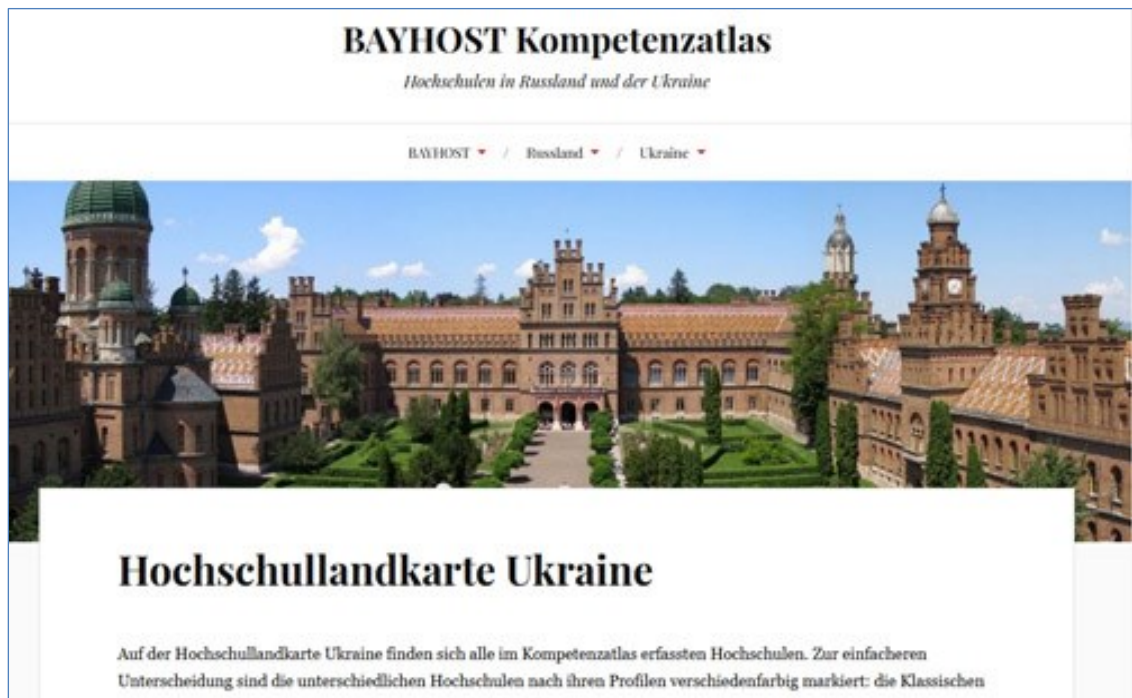 BAYHOST Kompetenzatlas
Hochschulen in Russland und der Ukraine
BAYHOST / Russland / Ukraine
Hochschullandkarte Ukraine
Auf der Hochschullandkarte Ukraine finden sich alle im Kompetenzatlas erfassten Hochschulen. Zur einfacheren
Unterscheidung sind die unterschiedlichen Hochschulen nach ihren Profilen verschiedenfarbig markiert: die Klassischen